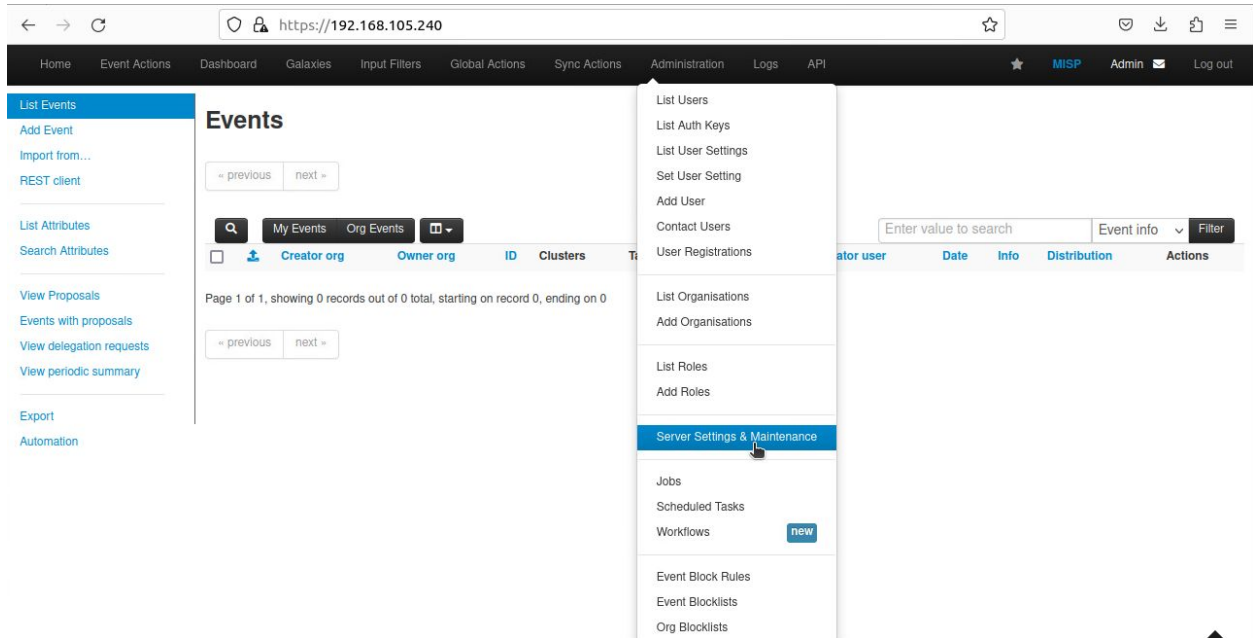 https://192.168.105.240
Home Event Actions Dashboard Galaxies Input Filters Global Actions Sync Actions Administration Logs API MISP Admin Log out
List Events
Add Event
Import from...
REST client
List Attributes
Search Attributes
View Proposals
Events with proposals
View delegation requests
View periodic summary
Export
Automation
Events
« previous next »
My Events Org Events
Enter value to search Event info Filter
Creator org Owner org ID Clusters Ta ator user Date Info Distribution Actions
Page 1 of 1, showing 0 records out of 0 total, starting on record 0, ending on 0
« previous next »
List Users
List Auth Keys
List User Settings
Set User Setting
Add User
Contact Users
User Registrations
List Organisations
Add Organisations
List Roles
Add Roles
Server Settings & Maintenance
Jobs
Scheduled Tasks
Workflows new
Event Block Rules
Event Blocklists
Org Blocklists